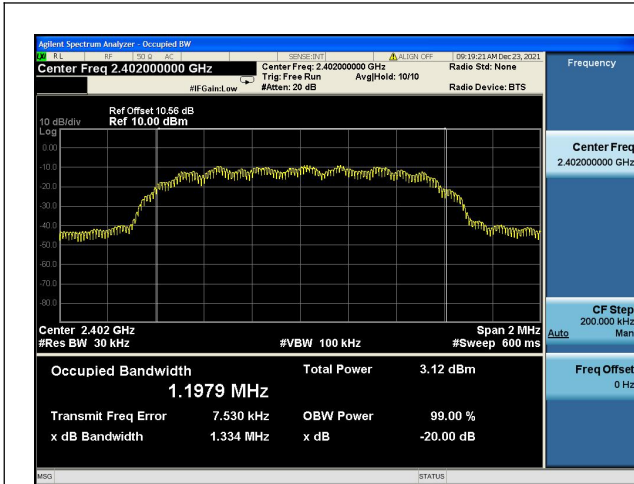 Agilent Spectrum Analyzer - Occupied BW
RL RF 50 Ω AC SENSE:INT ALIGN OFF 09:19:21 AM Dec 23, 2021
Center Freq 2.402000000 GHz
Center Freq: 2.402000000 GHz
Radio Std: None
Trig: Free Run Avg|Hold: 10/10
#IFGain:Low #Atten: 20 dB Radio Device: BTS
Ref Offset 10.56 dB
10 dB/div Ref 10.00 dBm
Log
0.00
-10.0
-20.0
-30.0
-40.0
-50.0
-60.0
-70.0
-80.0
Center 2.402 GHz Span 2 MHz
#Res BW 30 kHz #VBW 100 kHz #Sweep 600 ms
Occupied Bandwidth Total Power 3.12 dBm
1.1979 MHz
Transmit Freq Error 7.530 kHz OBW Power 99.00 %
x dB Bandwidth 1.334 MHz x dB -20.00 dB
MSG STATUS
Frequency
Center Freq
2.402000000 GHz
CF Step
200.000 kHz
Auto Man
Freq Offset
0 Hz